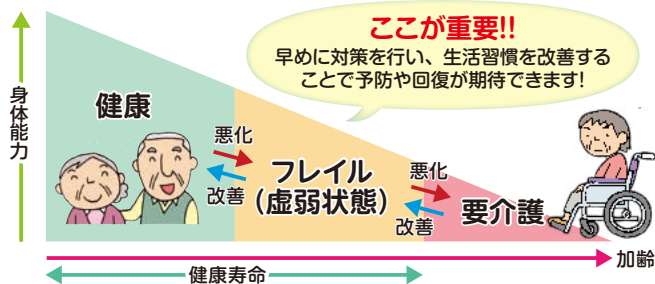 ここが重要!!
早めに対策を行い、生活習慣を改善する
ことで予防や回復が期待できます!
身体能力
健康
悪化
改善
フレイル
(虚弱状態)
悪化
改善
要介護
加齢
健康寿命